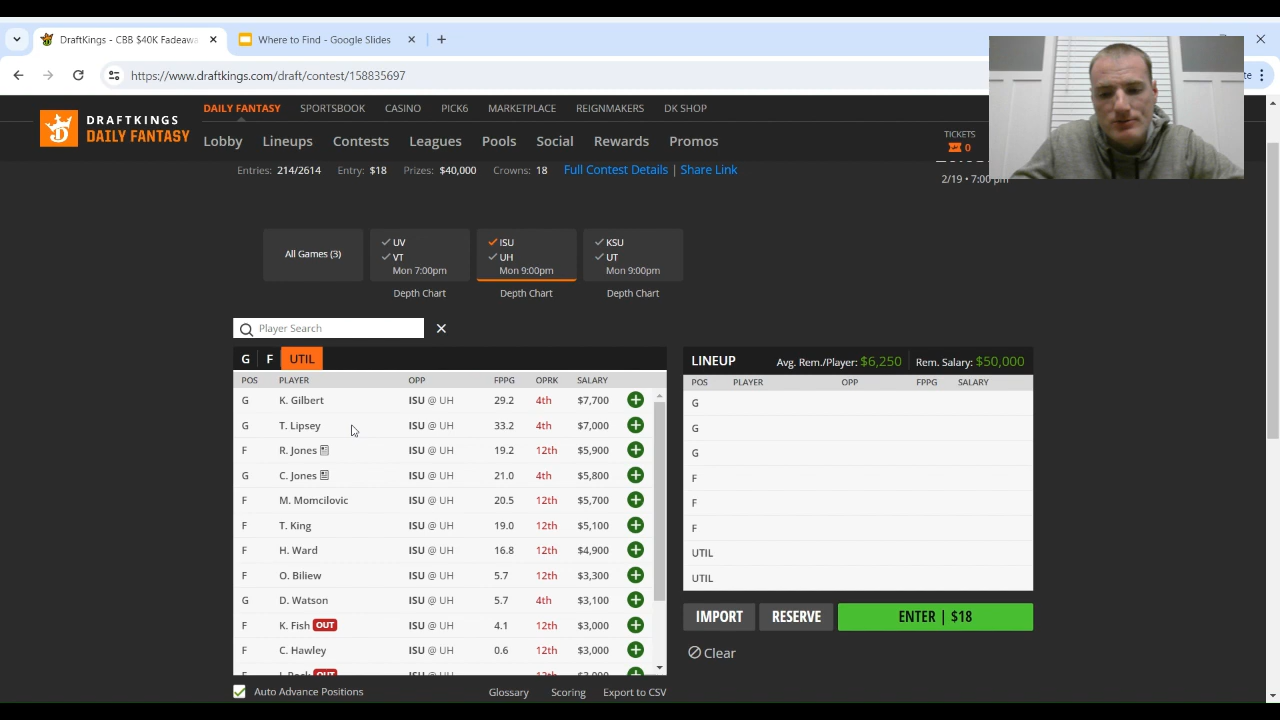 DraftKings - CBB $40K Fadeawa
Where to Find - Google Slides
https://www.draftkings.com/draft/contest/158835697
DRAFTKINGS
DAILY FANTASY
DAILY FANTASY SPORTSBOOK CASINO PICK6 MARKETPLACE REIGNMAKERS DK SHOP
Lobby Lineups Contests Leagues Pools Social Rewards Promos
TICKETS
0
Entries: 214/2614 Entry: $18 Prizes: $40,000 Crowns: 18 Full Contest Details | Share Link
2/19 • 7:00 pm
All Games (3)
UV
VT
Mon 7:00pm
Depth Chart
ISU
UH
Mon 9:00pm
Depth Chart
KSU
UT
Mon 9:00pm
Depth Chart
Player Search
G F UTIL
POS PLAYER OPP FPPG OPRK SALARY
G K. Gilbert ISU @ UH 29.2 4th $7,700
G T. Lipsey ISU @ UH 33.2 4th $7,000
F R. Jones ISU @ UH 19.2 12th $5,900
G C. Jones ISU @ UH 21.0 4th $5,800
F M. Momcilovic ISU @ UH 20.5 12th $5,700
F T. King ISU @ UH 19.0 12th $5,100
F H. Ward ISU @ UH 16.8 12th $4,900
F O. Biliew ISU @ UH 5.7 12th $3,300
G D. Watson ISU @ UH 5.7 4th $3,100
F K. Fish OUT ISU @ UH 4.1 12th $3,000
F C. Hawley ISU @ UH 0.6 12th $3,000
Auto Advance Positions
Glossary Scoring Export to CSV
LINEUP Avg. Rem./Player: $6,250 Rem. Salary: $50,000
POS PLAYER OPP FPPG SALARY
G
G
G
F
F
F
UTIL
UTIL
IMPORT RESERVE ENTER | $18
Clear